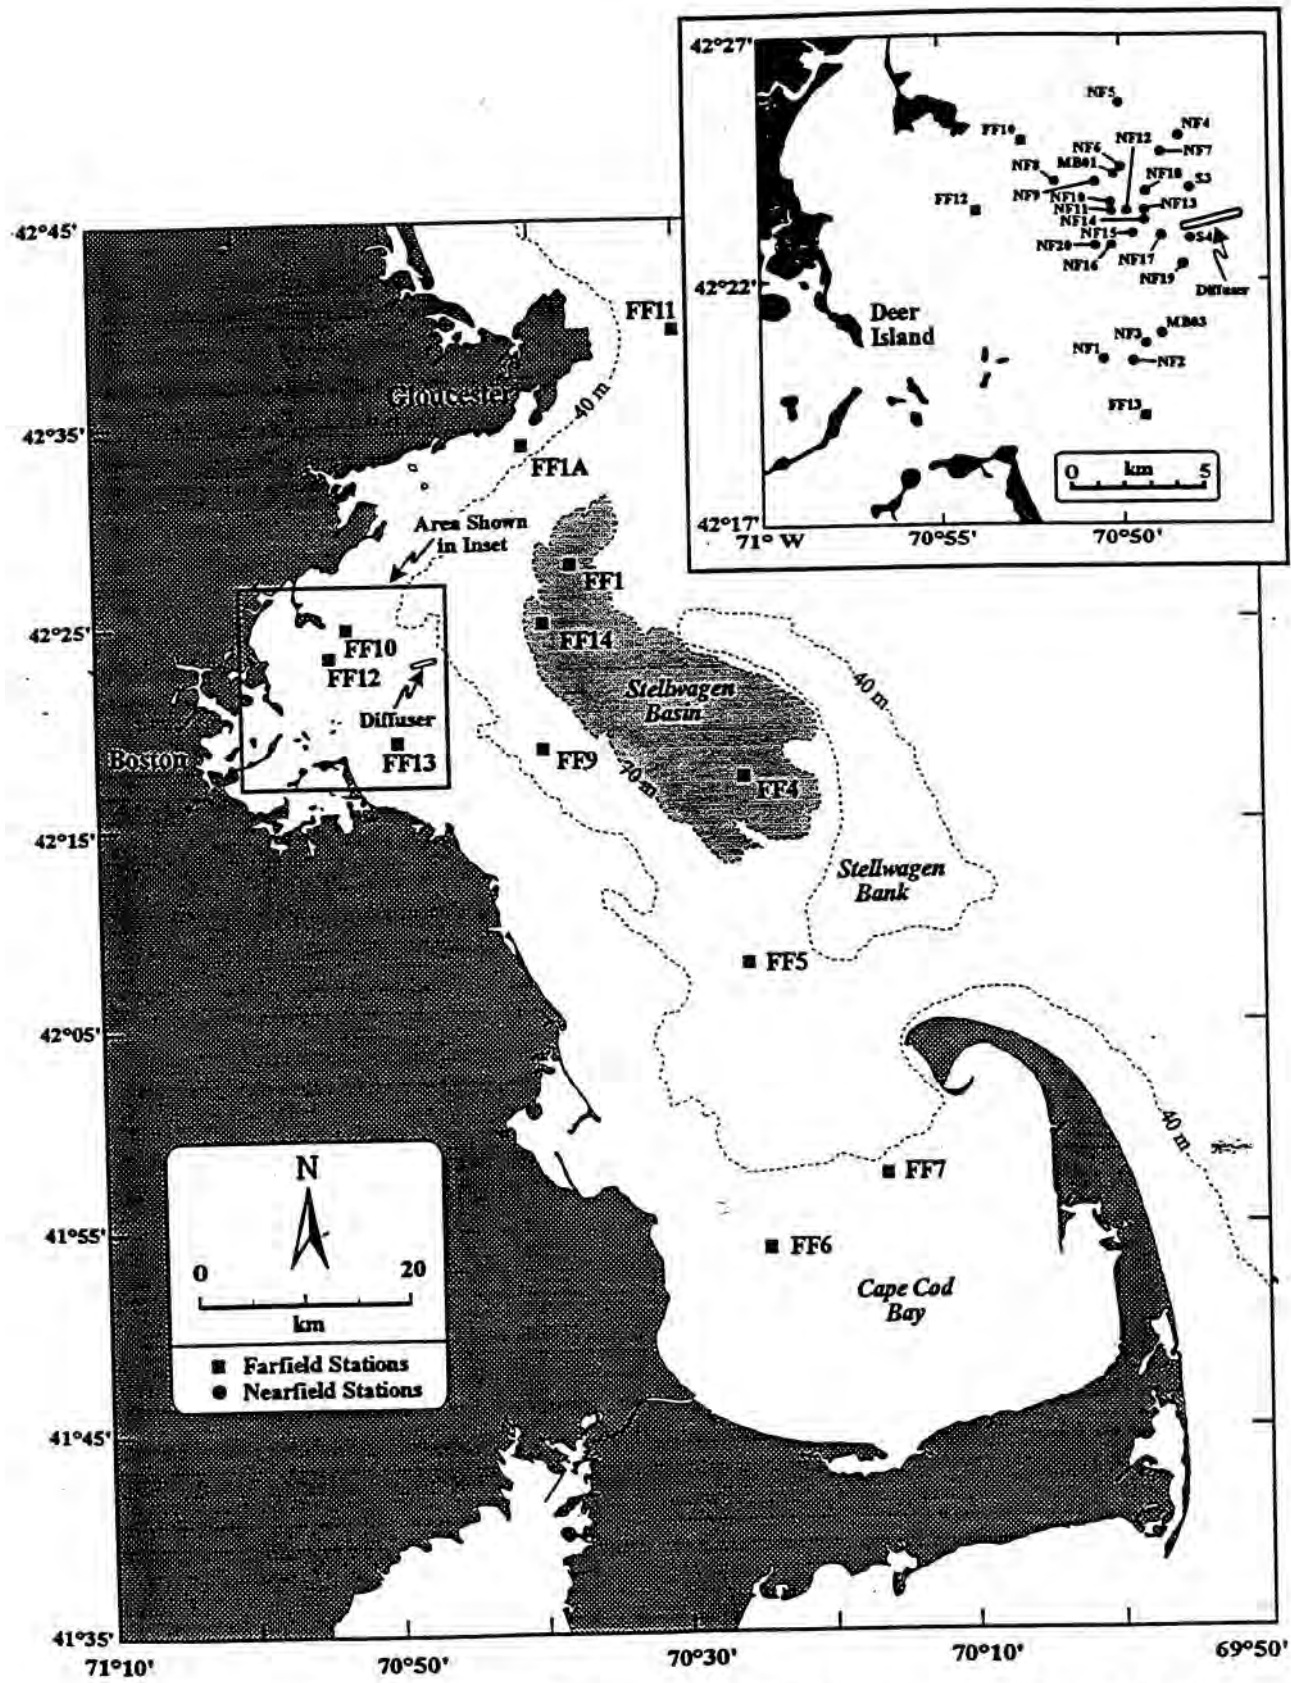 42°27'
NF5
NF4
FF10
NF12
NF6
NF7
MB01
NF8
NF18
S3
NF9
NF10
FF12
NF11
NF13
NF14
NF15
S4
NF20
NF16
NF17
NF19
42°22'
Diffuser
Deer
Island
MB03
NF3
NF1
NF2
FF13
0 km 5
42°17'
71° W 70°55' 70°50'
42°45'
FF11
Gloucester
40 m
42°35'
FF1A
Area Shown
in Inset
FF1
42°25'
FF10
FF14
FF12
Stellwagen
Basin
40 m
Diffuser
Boston
FF13
FF9
70 m
FF4
42°15'
Stellwagen
Bank
FF5
42°05'
40 m
N
FF7
41°55'
FF6
0 20
km
Cape Cod
Bay
Farfield Stations
Nearfield Stations
41°45'
41°35'
71°10' 70°50' 70°30' 70°10' 69°50'